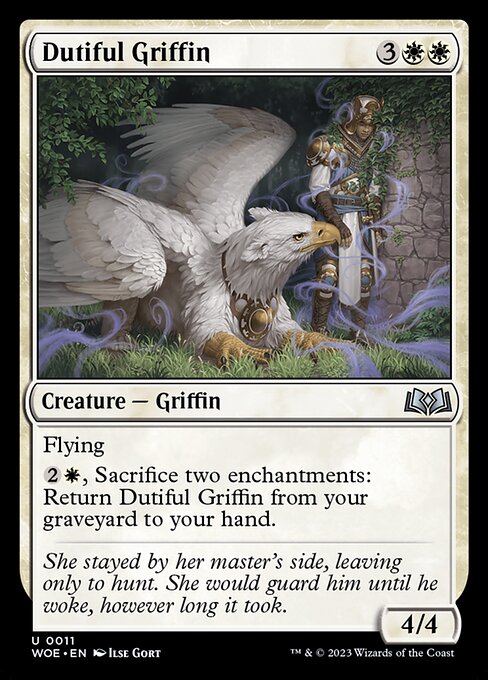 Dutiful Griffin 3
Creature — Griffin
Flying
2, Sacrifice two enchantments:
Return Dutiful Griffin from your
graveyard to your hand.
She stayed by her master's side, leaving
only to hunt. She would guard him until he
woke, however long it took.
4/4
U 0011
WOE • EN Ilse Gort ™ & © 2023 Wizards of the Coast